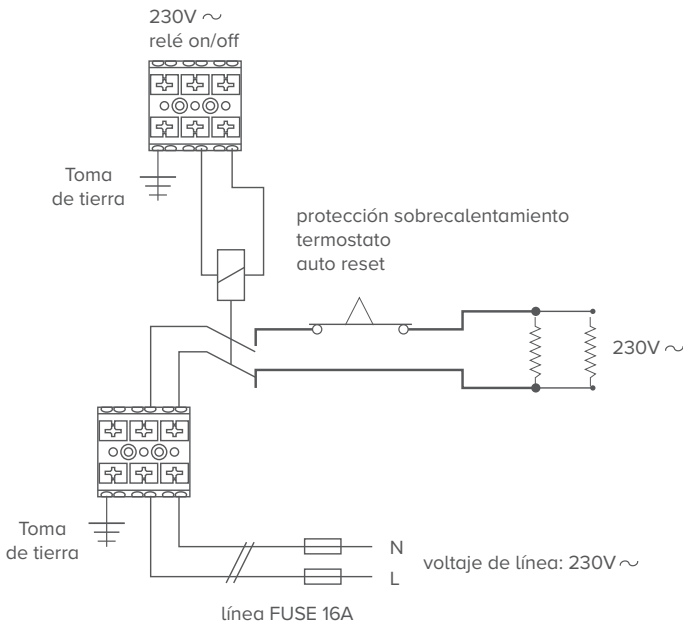 230V ~
relé on/off
Toma
de tierra
protección sobrecalentamiento
termostato
auto reset
230V ~
Toma
de tierra
N
L
voltaje de línea: 230V ~
línea FUSE 16A